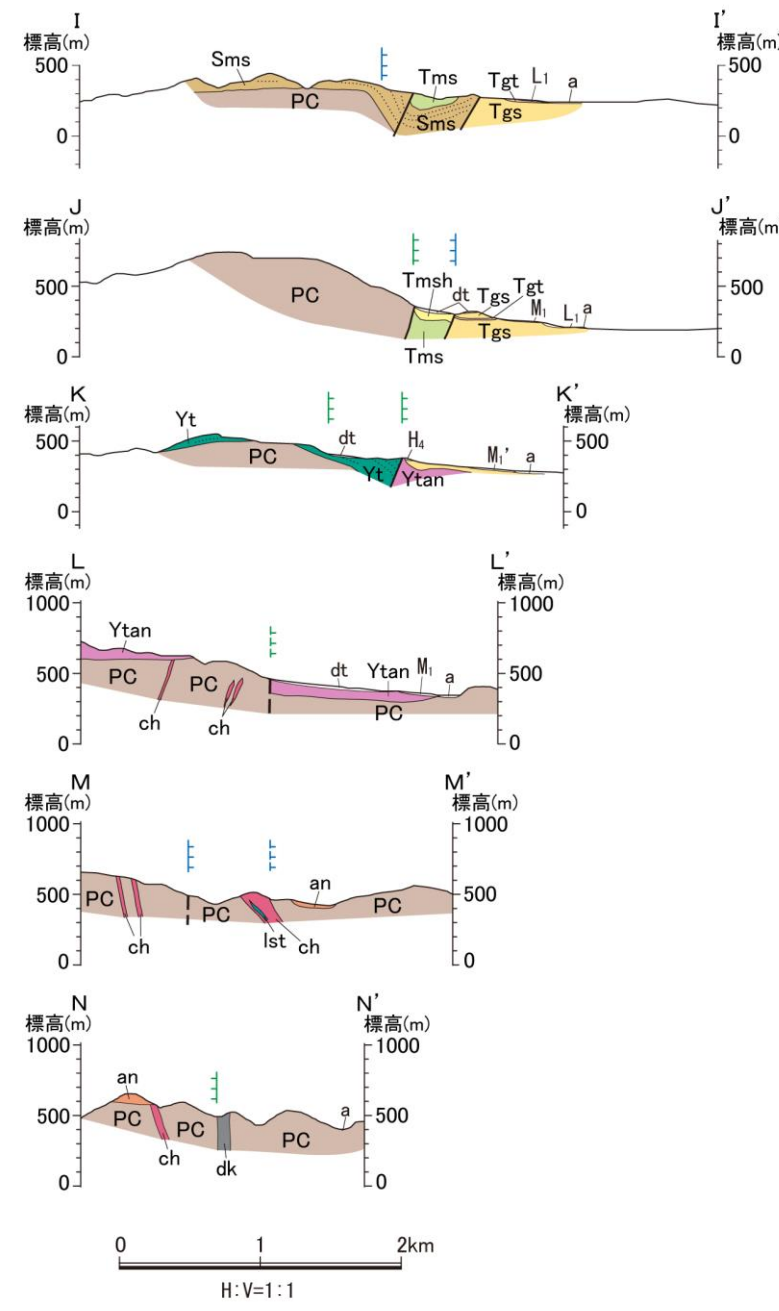 I I’
標高(m) 標高(m)
500 Sms Tms Tgt L1 a 500
PC Sms Tgs
0 0
J J’
標高(m) 標高(m)
Tmsh dt Tgs Tgt
500 PC M1 L1 a 500
Tgs
0 Tms 0
K K’
標高(m) 標高(m)
Yt dt H4
500 PC M1’ a 500
Yt Ytan
0 0
L L’
標高(m) 標高(m)
1000 1000
Ytan
500 PC PC dt Ytan M1 a 500
ch ch PC
0 0
M M’
標高(m) 標高(m)
1000 1000
an
500 PC PC PC 500
ch lst ch
0 0
N N’
標高(m) 標高(m)
1000 1000
an
500 PC PC PC a 500
ch dk
0 0
0 1 2km
H:V=1:1